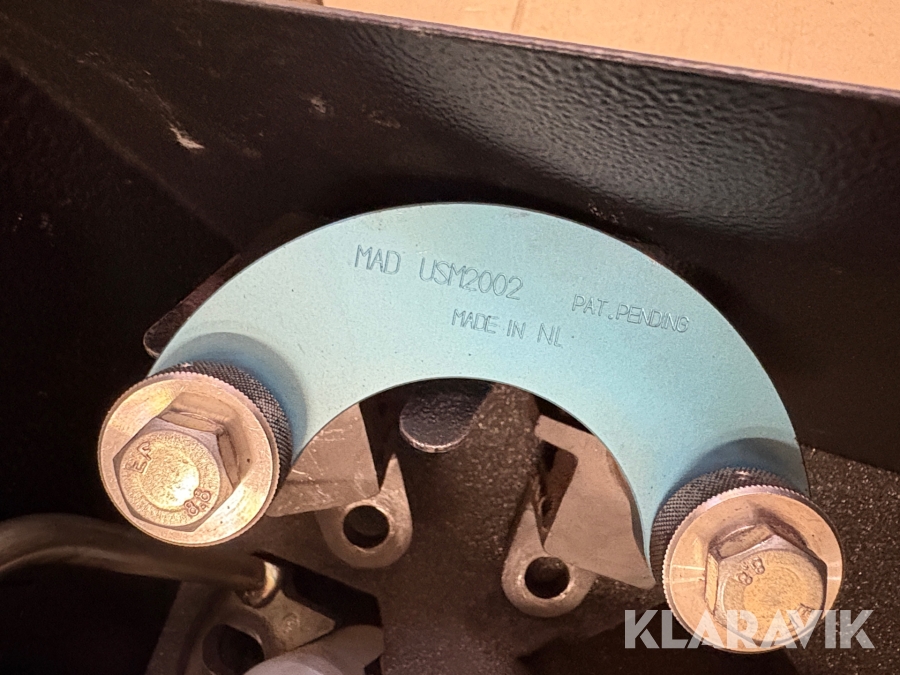 MAD USM2002 PAT.PENDING
MADE IN NL
E.F
8.8
8.8
KLARAVIK